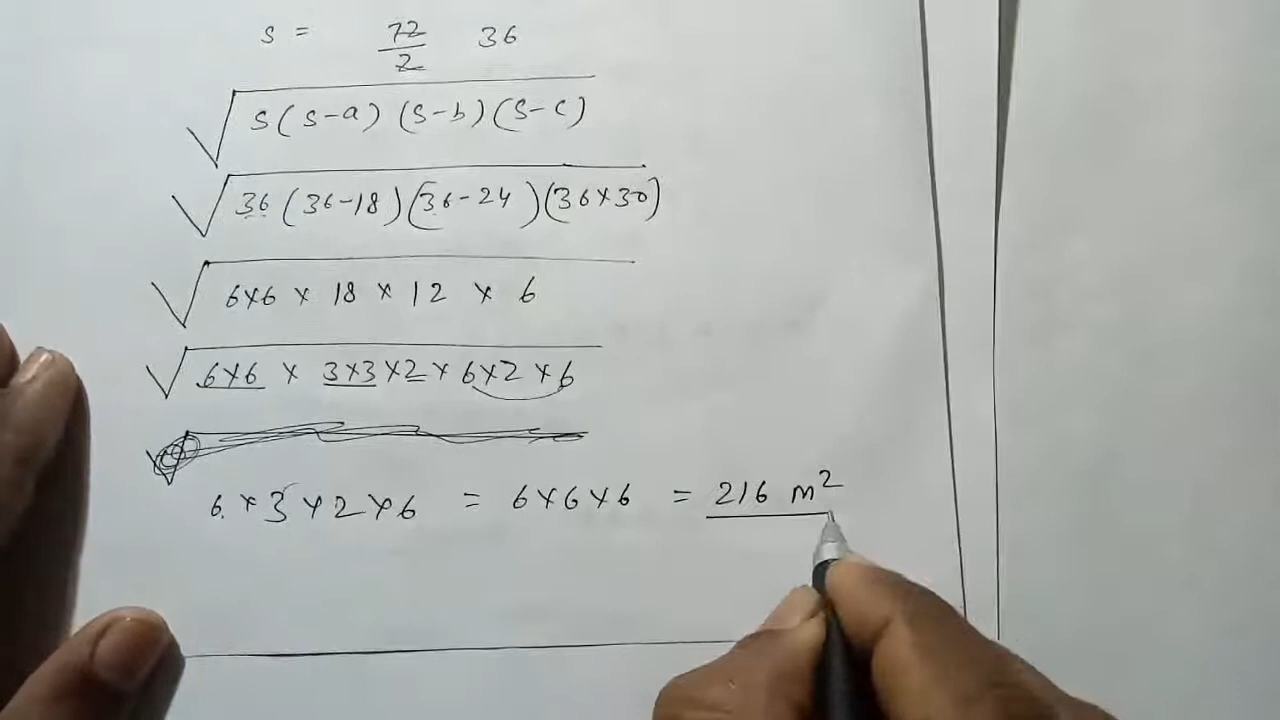 s = 72/2 36
√s(s-a)(s-b)(s-c)
√36(36-18)(36-24)(36×30)
√6×6 × 18 × 12 × 6
√6×6 × 3×3×2×6×2×6
6.×3×2×6 = 6×6×6 = 216 m²